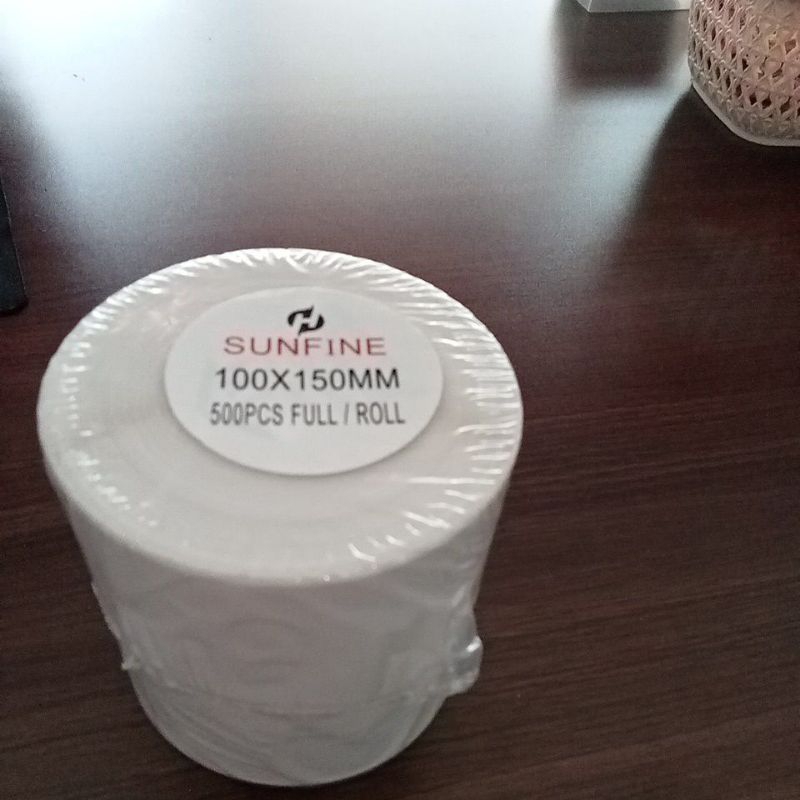 SUNFINE
100X150MM
500PCS FULL / ROLL